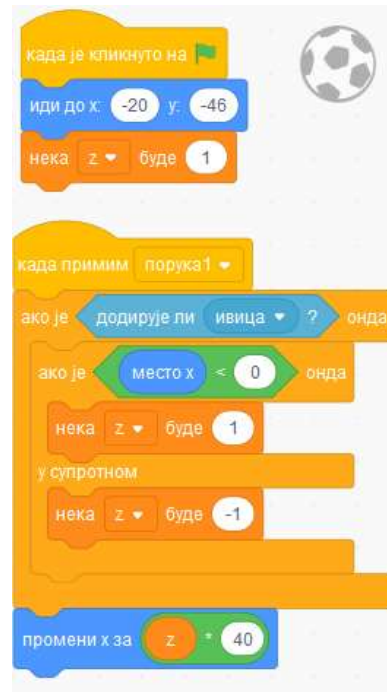 када је кликнуто на
иди до x: -20 y: -46
нека z буде 1
када примим порука1
ако је додирује ли ивица ? онда
ако је место x < 0 онда
нека z буде 1
у супротном
нека z буде -1
промени x за z * 40